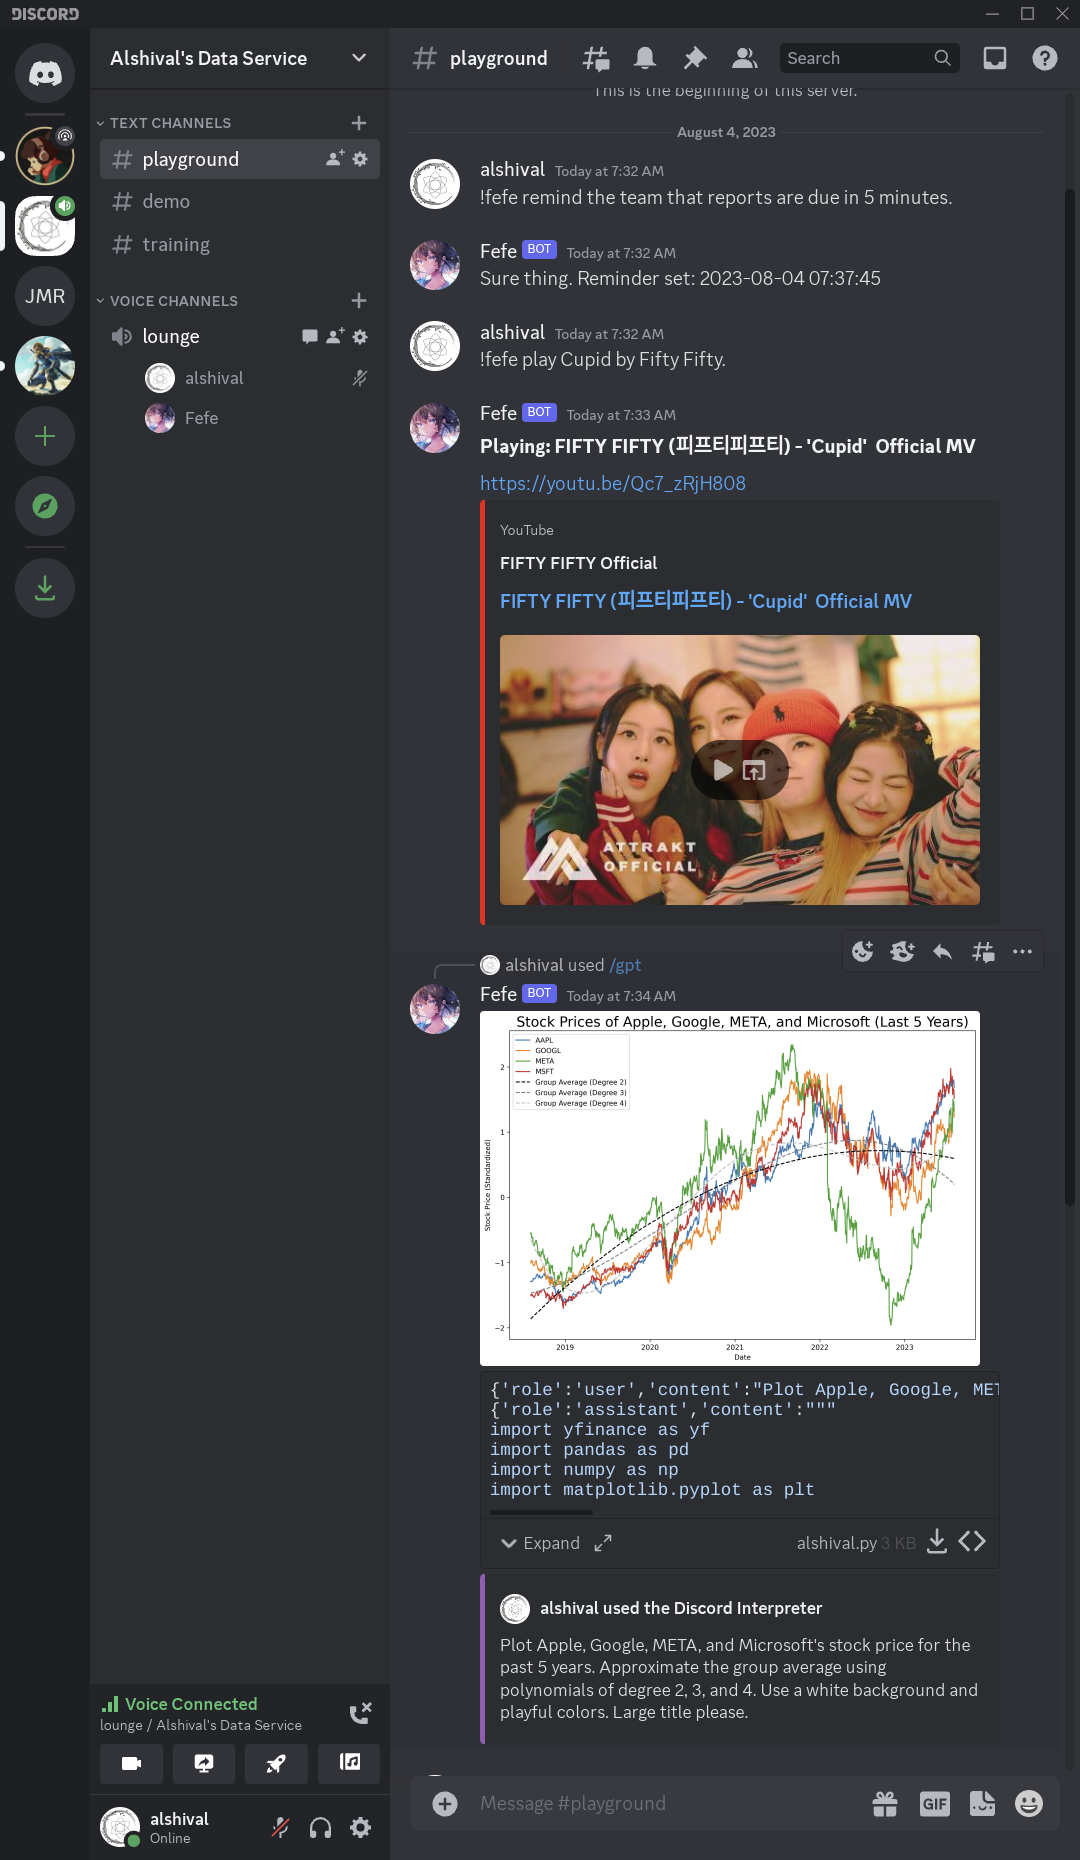 DISCORD
Alshival's Data Service
playground
Search
This is the beginning of this server.
TEXT CHANNELS
playground
demo
training
VOICE CHANNELS
lounge
alshival
Fefe
JMR
August 4, 2023
alshival Today at 7:32 AM
!fefe remind the team that reports are due in 5 minutes.
Fefe BOT Today at 7:32 AM
Sure thing. Reminder set: 2023-08-04 07:37:45
alshival Today at 7:32 AM
!fefe play Cupid by Fifty Fifty.
Fefe BOT Today at 7:33 AM
Playing: FIFTY FIFTY (피프티피프티) - 'Cupid' Official MV
https://youtu.be/Qc7_zRjH808
YouTube
FIFTY FIFTY Official
FIFTY FIFTY (피프티피프티) - 'Cupid' Official MV
ATTRAKT
OFFICIAL
alshival used /gpt
Fefe BOT Today at 7:34 AM
Stock Prices of Apple, Google, META, and Microsoft (Last 5 Years)
AAPL
GOOGL
META
MSFT
Group Average (Degree 2)
Group Average (Degree 3)
Group Average (Degree 4)
Stock Price (Standardized)
2
1
0
−1
−2
2019 2020 2021 2022 2023
Date
{'role':'user','content':"Plot Apple, Google, MET
{'role':'assistant','content':"""
import yfinance as yf
import pandas as pd
import numpy as np
import matplotlib.pyplot as plt
Expand
alshival.py 3 KB
alshival used the Discord Interpreter
Plot Apple, Google, META, and Microsoft's stock price for the
past 5 years. Approximate the group average using
polynomials of degree 2, 3, and 4. Use a white background and
playful colors. Large title please.
Voice Connected
lounge / Alshival's Data Service
alshival
Online
Message #playground
GIF